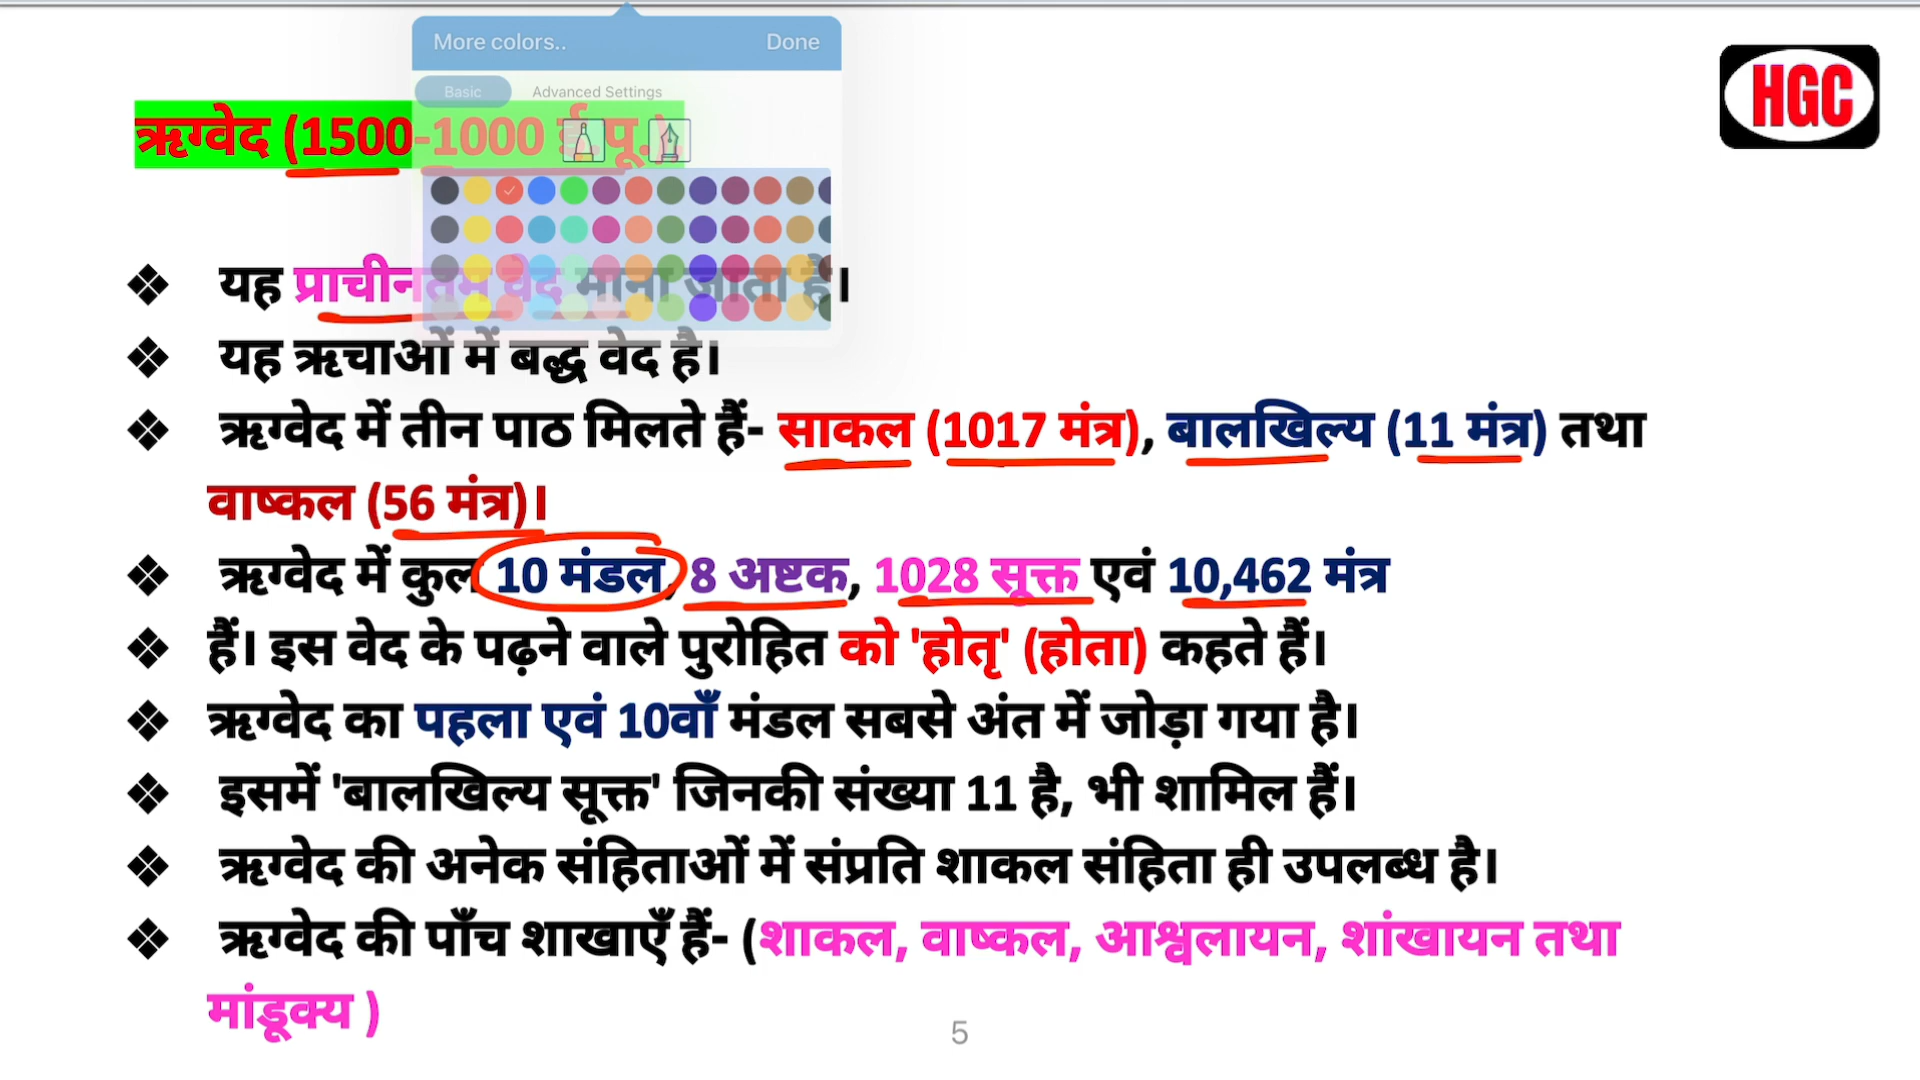 More colors.. Done
Basic Advanced Settings
HGC
ऋग्वेद (1500-1000 ई.पू.)
❖ यह प्राचीनतम वेद माना जाता है।
❖ यह ऋचाओं में बद्ध वेद है।
❖ ऋग्वेद में तीन पाठ मिलते हैं- साकल (1017 मंत्र), बालखिल्य (11 मंत्र) तथा
वाष्कल (56 मंत्र)।
❖ ऋग्वेद में कुल 10 मंडल, 8 अष्टक, 1028 सूक्त एवं 10,462 मंत्र
❖ हैं। इस वेद के पढ़ने वाले पुरोहित को 'होतृ' (होता) कहते हैं।
❖ ऋग्वेद का पहला एवं 10वाँ मंडल सबसे अंत में जोड़ा गया है।
❖ इसमें 'बालखिल्य सूक्त' जिनकी संख्या 11 है, भी शामिल हैं।
❖ ऋग्वेद की अनेक संहिताओं में संप्रति शाकल संहिता ही उपलब्ध है।
❖ ऋग्वेद की पाँच शाखाएँ हैं- (शाकल, वाष्कल, आश्वलायन, शांखायन तथा
मांडूक्य )
5